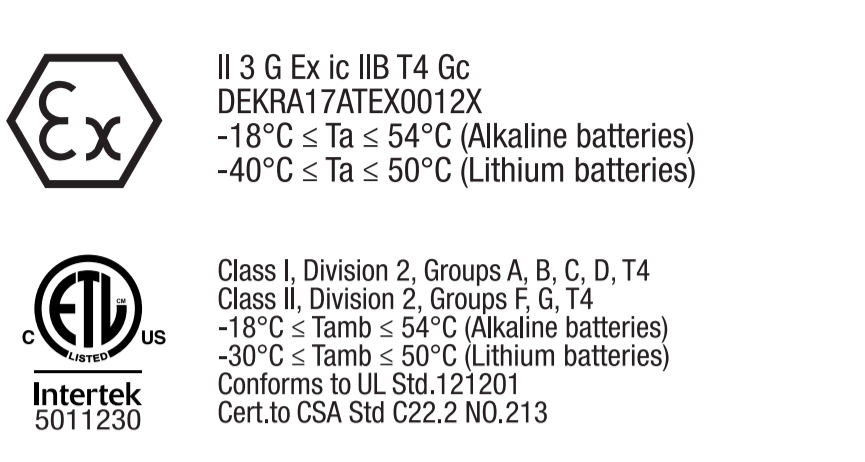 Ex
II 3 G Ex ic IIB T4 Gc
DEKRA17ATEX0012X
-18°C ≤ Ta ≤ 54°C (Alkaline batteries)
-40°C ≤ Ta ≤ 50°C (Lithium batteries)
ETL CM
C US
LISTED
Intertek
5011230
Class I, Division 2, Groups A, B, C, D, T4
Class II, Division 2, Groups F, G, T4
-18°C ≤ Tamb ≤ 54°C (Alkaline batteries)
-30°C ≤ Tamb ≤ 50°C (Lithium batteries)
Conforms to UL Std.121201
Cert.to CSA Std C22.2 NO.213